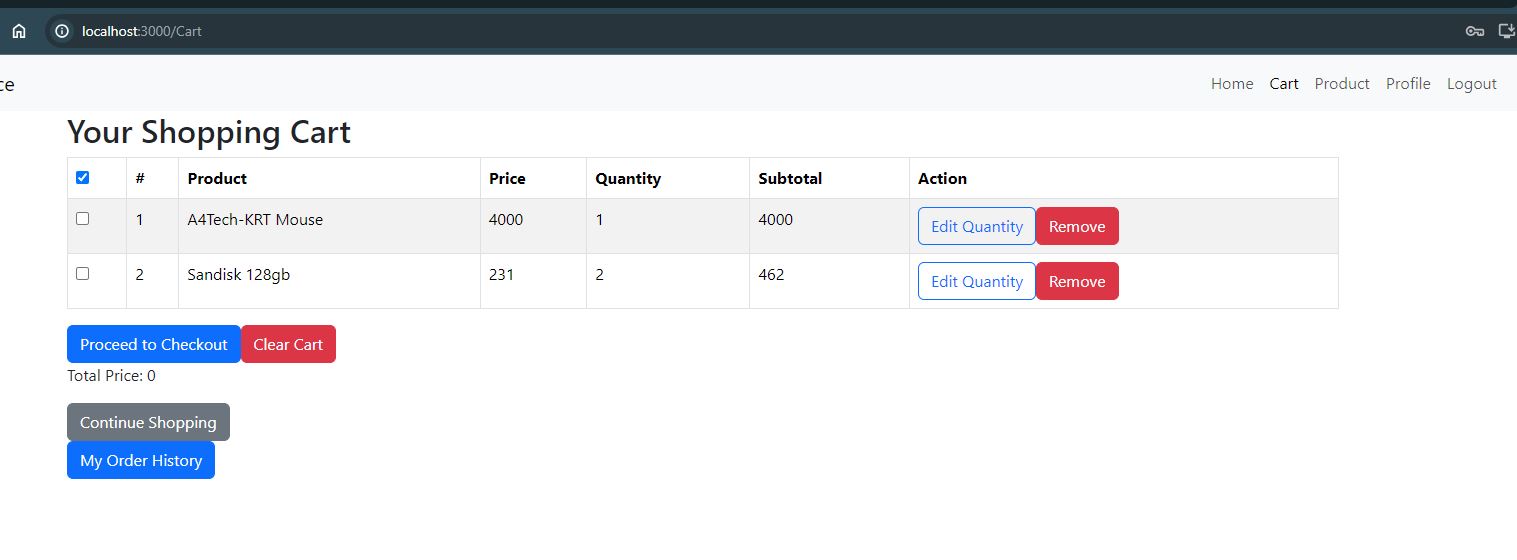 localhost:3000/Cart
ce Home Cart Product Profile Logout
Your Shopping Cart
# Product Price Quantity Subtotal Action
1 A4Tech-KRT Mouse 4000 1 4000 Edit Quantity Remove
2 Sandisk 128gb 231 2 462 Edit Quantity Remove
Proceed to Checkout Clear Cart
Total Price: 0
Continue Shopping
My Order History